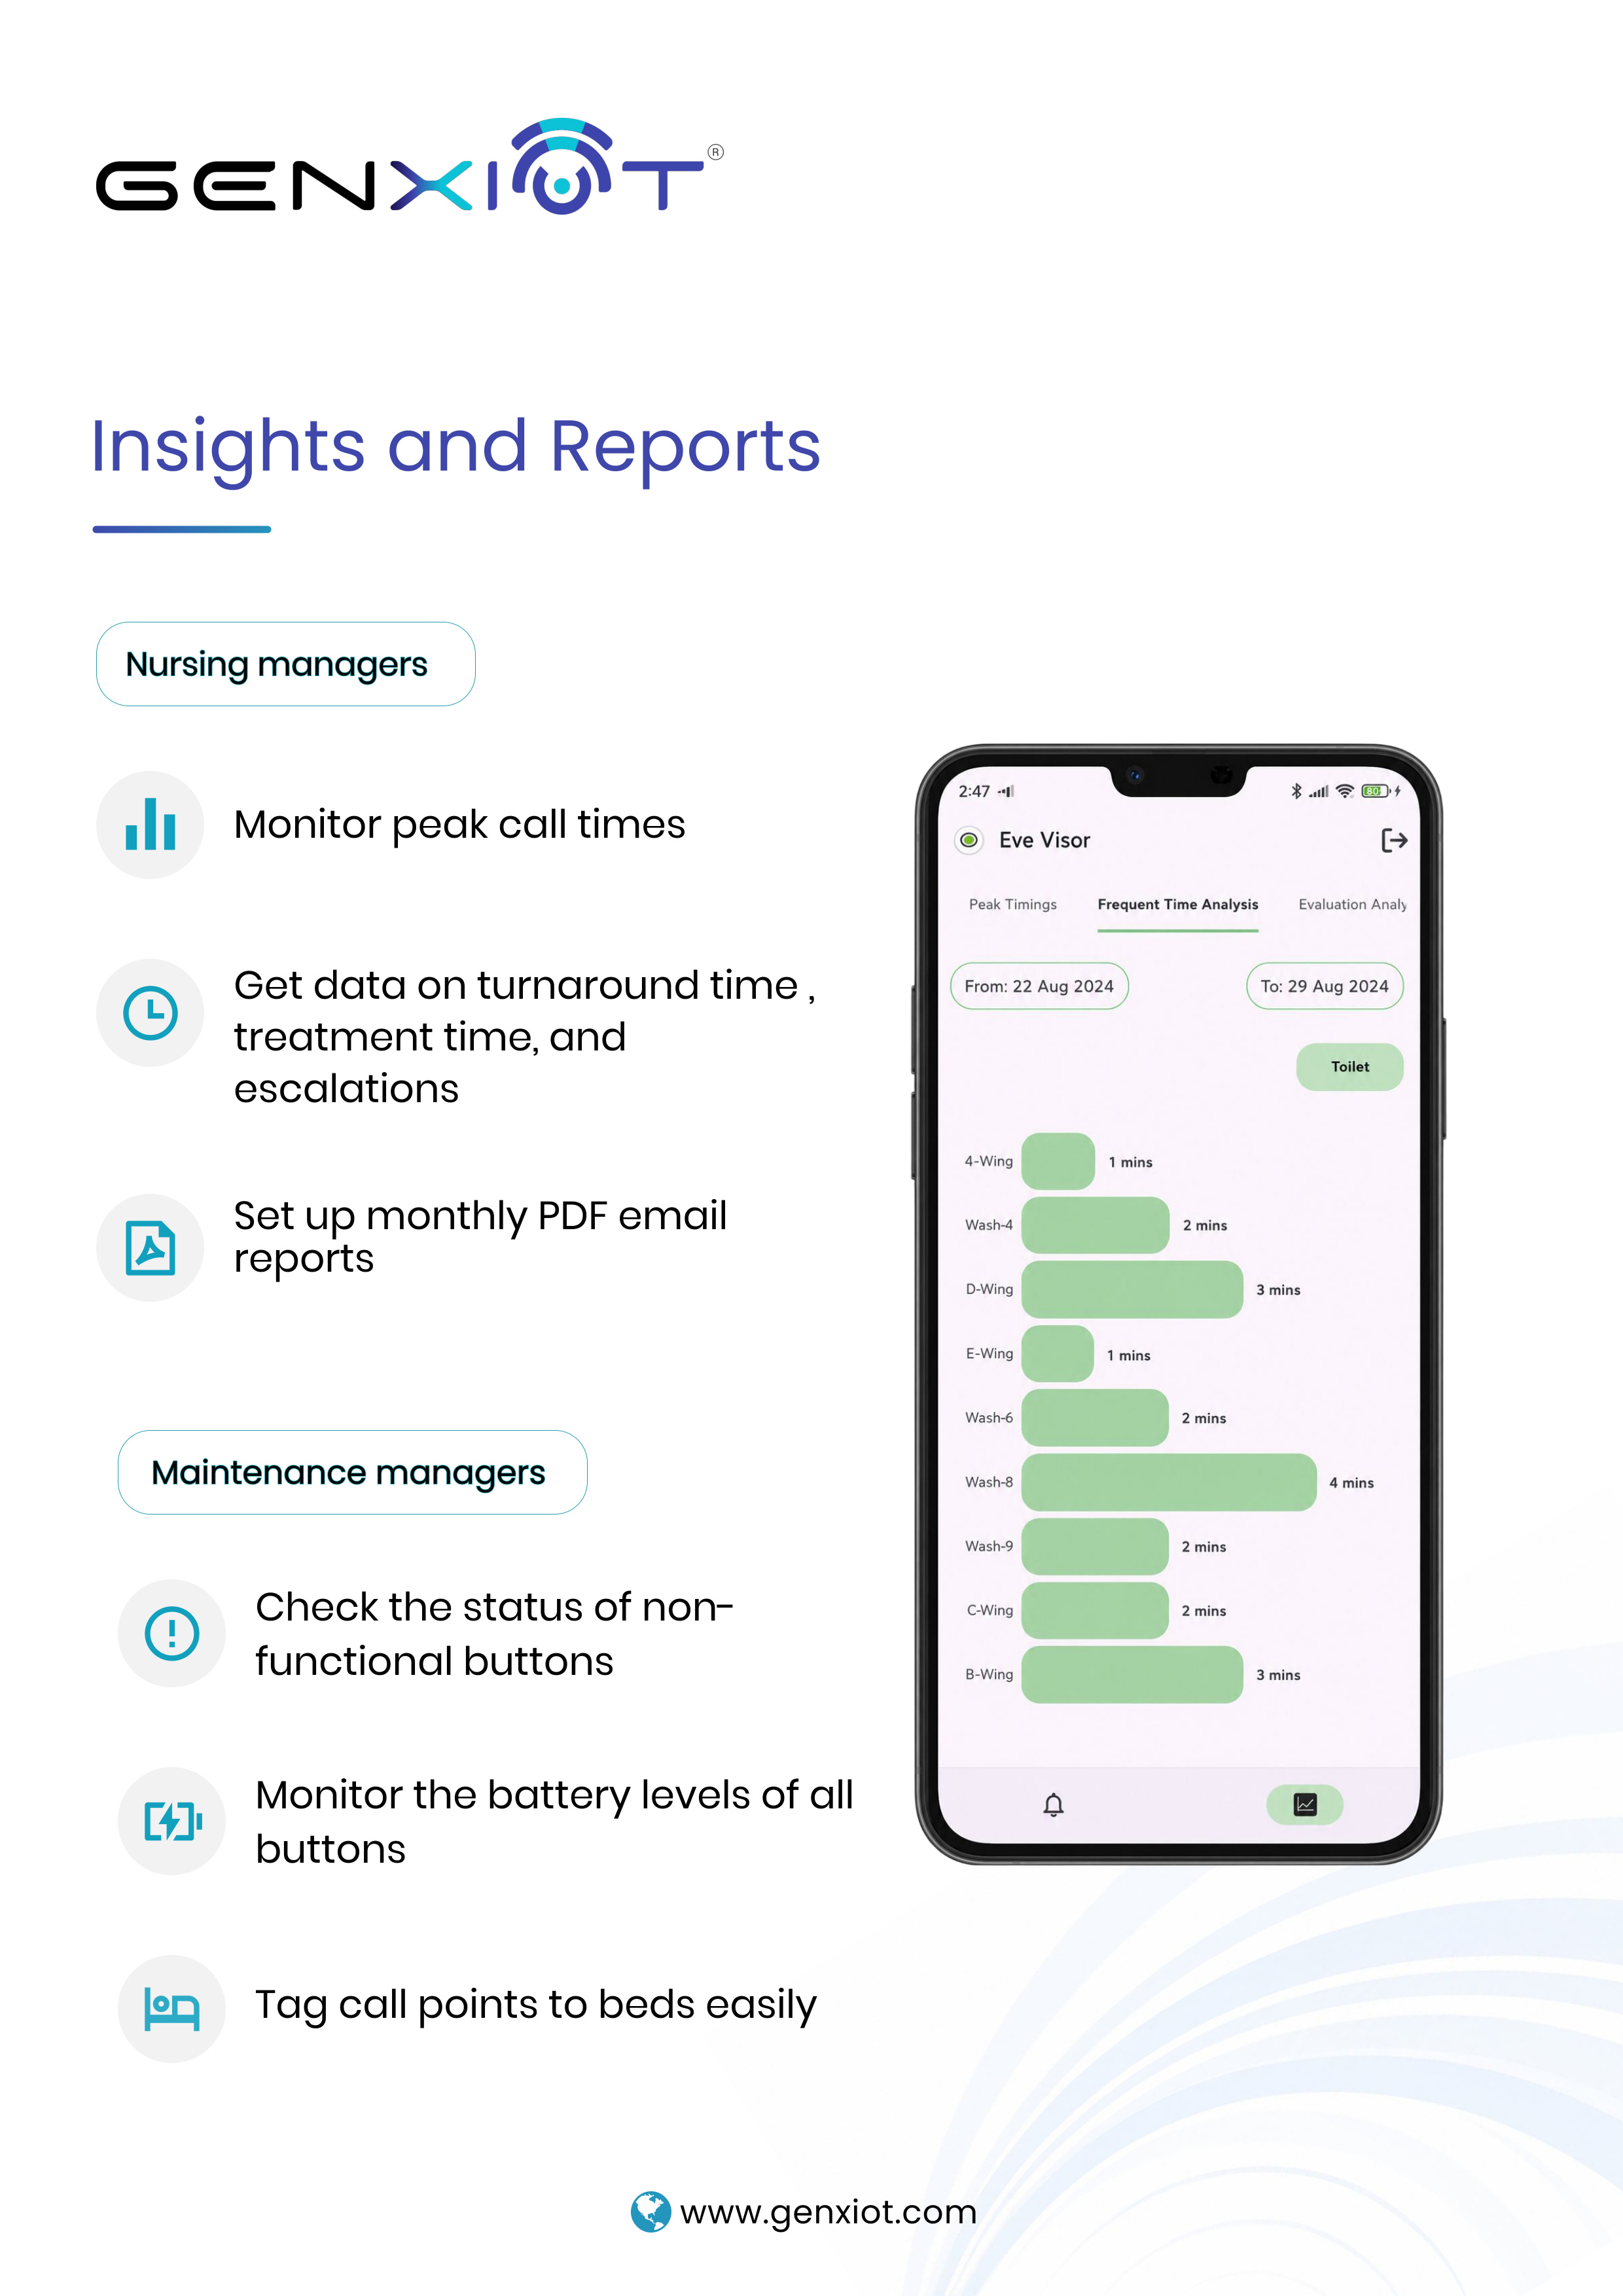 GENXIOT®
Insights and Reports
Nursing managers
Monitor peak call times
Get data on turnaround time ,
treatment time, and
escalations
Set up monthly PDF email
reports
Maintenance managers
Check the status of non-
functional buttons
Monitor the battery levels of all
buttons
Tag call points to beds easily
2:47
80
Eve Visor
Peak Timings Frequent Time Analysis Evaluation Analy
From: 22 Aug 2024 To: 29 Aug 2024
Toilet
4-Wing 1 mins
Wash-4 2 mins
D-Wing 3 mins
E-Wing 1 mins
Wash-6 2 mins
Wash-8 4 mins
Wash-9 2 mins
C-Wing 2 mins
B-Wing 3 mins
www.genxiot.com